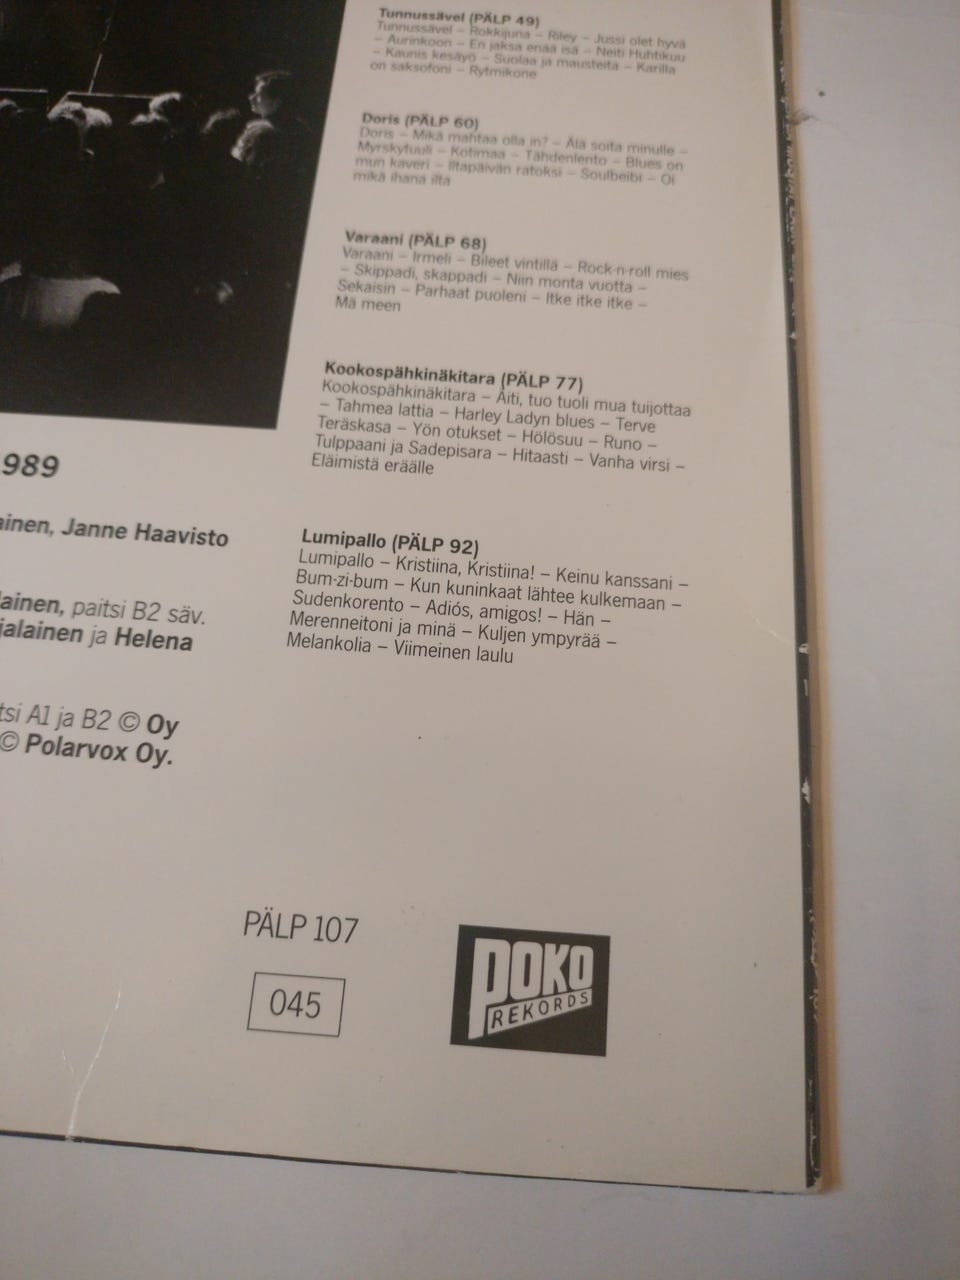 Tunnussävel (PÄLP 49)
Tunnussävel – Rokkijuna – Riley – Jussi olet hyvä
– Aurinkoon – En jaksa enää isä – Neiti Huhtikuu
– Kaunis kesäyö – Suolaa ja mausteita – Karilla
on saksofoni – Rytmikone
Doris (PÄLP 60)
Doris – Mikä mahtaa olla in? – Älä soita minulle –
Myrskytuuli – Kotimaa – Tähdenlento – Blues on
mun kaveri – Iltapäivän ratoksi – Soulbeibi – Oi
mikä ihana ilta
Varaani (PÄLP 68)
Varaani – Irmeli – Bileet vintillä – Rock-n-roll mies
– Skippadi, skappadi – Niin monta vuotta –
Sekaisin – Parhaat puoleni – Itke itke itke –
Mä meen
Kookospähkinäkitara (PÄLP 77)
Kookospähkinäkitara – Äiti, tuo tuoli mua tuijottaa
– Tahmea lattia – Harley Ladyn blues – Terve
Teräskasa – Yön otukset – Hölösuu – Runo –
Tulppaani ja Sadepisara – Hitaasti – Vanha virsi –
Eläimistä eräälle
Lumipallo (PÄLP 92)
Lumipallo – Kristiina, Kristiina! – Keinu kanssani –
Bum-zi-bum – Kun kuninkaat lähtee kulkemaan –
Sudenkorento – Adiós, amigos! – Hän –
Merenneitoni ja minä – Kuljen ympyrää –
Melankolia – Viimeinen laulu
1989
ainen, Janne Haavisto
lainen, paitsi B2 säv.
jalainen ja Helena
tsi A1 ja B2 © Oy
© Polarvox Oy.
PÄLP 107
045
POKO
REKORDS